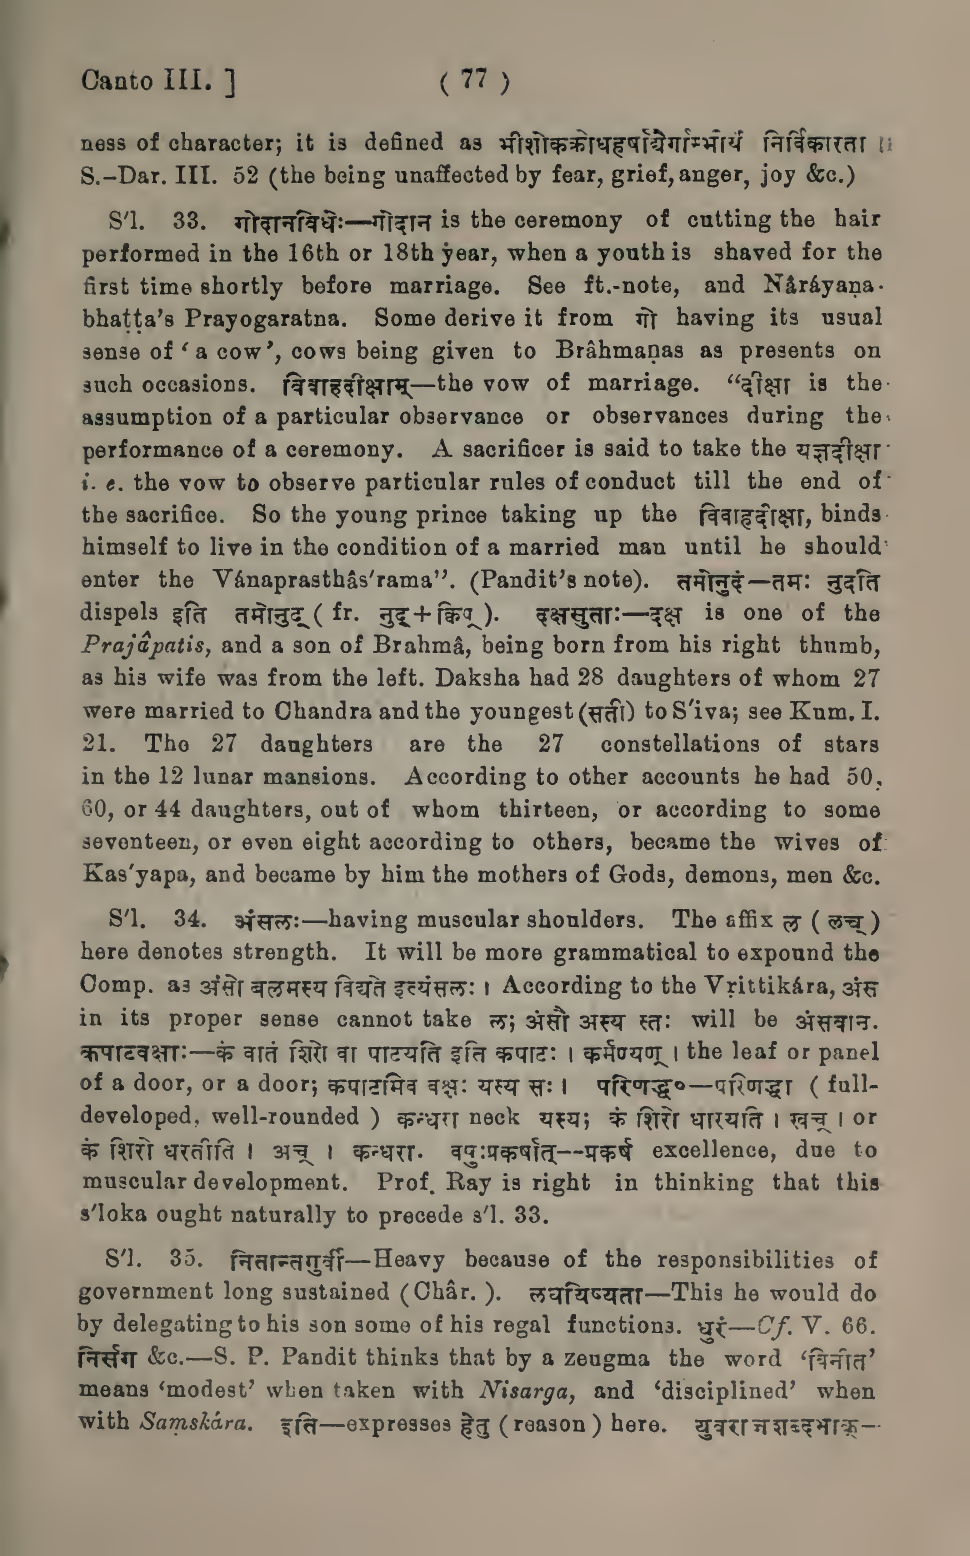 Canto III. ] ( 77 )
ness of character; it is defined as भीशोकक्रोधहर्षाद्यैर्गाम्भीर्यं निर्विकारता ॥
S.-Dar. III. 52 (the being unaffected by fear, grief, anger, joy &c.)
S'l. 33. गोदानविधेः—गोदान is the ceremony of cutting the hair
performed in the 16th or 18th year, when a youth is shaved for the
first time shortly before marriage. See ft.-note, and Nâráyaṇa-
bhaṭṭa's Prayogaratna. Some derive it from गो having its usual
sense of ‘a cow’, cows being given to Brâhmaṇas as presents on
such occasions. विवाहदीक्षाम्—the vow of marriage. “दीक्षा is the
assumption of a particular observance or observances during the
performance of a ceremony. A sacrificer is said to take the यज्ञदीक्षा
i. e. the vow to observe particular rules of conduct till the end of
the sacrifice. So the young prince taking up the विवाहदीक्षा, binds
himself to live in the condition of a married man until he should
enter the Vánaprasthâs'rama”. (Pandit's note). तमोनुदं—तमः नुदति
dispels इति तमोनुद् ( fr. नुद्+क्विप् ). दक्षसुताः—दक्ष is one of the
Prajâpatis, and a son of Brahmâ, being born from his right thumb,
as his wife was from the left. Daksha had 28 daughters of whom 27
were married to Chandra and the youngest (सती) to S'iva; see Kum. I.
21. The 27 daughters are the 27 constellations of stars
in the 12 lunar mansions. According to other accounts he had 50,
60, or 44 daughters, out of whom thirteen, or according to some
seventeen, or even eight according to others, became the wives of
Kas'yapa, and became by him the mothers of Gods, demons, men &c.
S'l. 34. अंसलः—having muscular shoulders. The affix ल ( लच् )
here denotes strength. It will be more grammatical to expound the
Comp. as अंसो बलमस्य विद्यते इत्यंसलः । According to the Vṛittikára, अंस
in its proper sense cannot take ल; अंसौ अस्य स्तः will be अंसवान.
कपाटवक्षाः—कं वातं शिरो वा पाटयति इति कपाटः । कर्मण्यण् । the leaf or panel
of a door, or a door; कपाटमिव वक्षः यस्य सः । परिणद्ध०—परिणद्धा ( full-
developed, well-rounded ) कन्धरा neck यस्य; कं शिरो धारयति । खच् । or
कं शिरो धरतीति । अच् । कन्धरा. वपुःप्रकर्षात्--प्रकर्ष excellence, due to
muscular development. Prof. Ray is right in thinking that this
s'loka ought naturally to precede s'l. 33.
S'l. 35. नितान्तगुर्वी—Heavy because of the responsibilities of
government long sustained (Châr. ). लघयिष्यता—This he would do
by delegating to his son some of his regal functions. धुरं—Cf. V. 66.
निर्सग &c.—S. P. Pandit thinks that by a zeugma the word ‘विनीत’
means ‘modest’ when taken with Nisarga, and ‘disciplined’ when
with Saṃskára. इति—expresses हेतु ( reason ) here. युवराजशब्दभाक्—